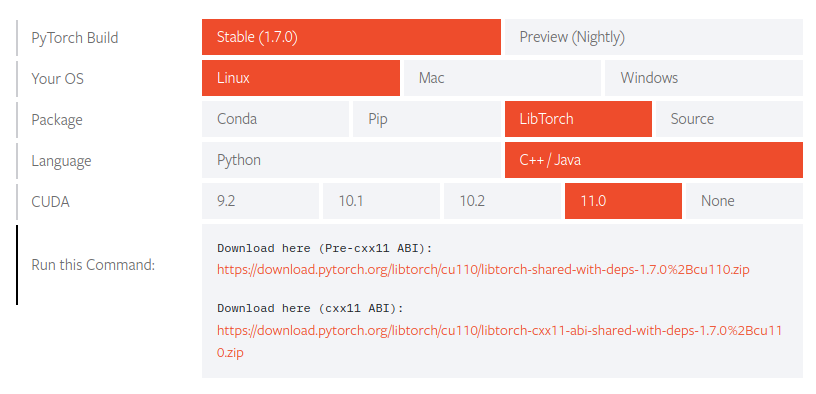 PyTorch Build Stable (1.7.0) Preview (Nightly)
Your OS Linux Mac Windows
Package Conda Pip LibTorch Source
Language Python C++ / Java
CUDA 9.2 10.1 10.2 11.0 None
Run this Command:
Download here (Pre-cxx11 ABI):
https://download.pytorch.org/libtorch/cu110/libtorch-shared-with-deps-1.7.0%2Bcu110.zip
Download here (cxx11 ABI):
https://download.pytorch.org/libtorch/cu110/libtorch-cxx11-abi-shared-with-deps-1.7.0%2Bcu11
0.zip